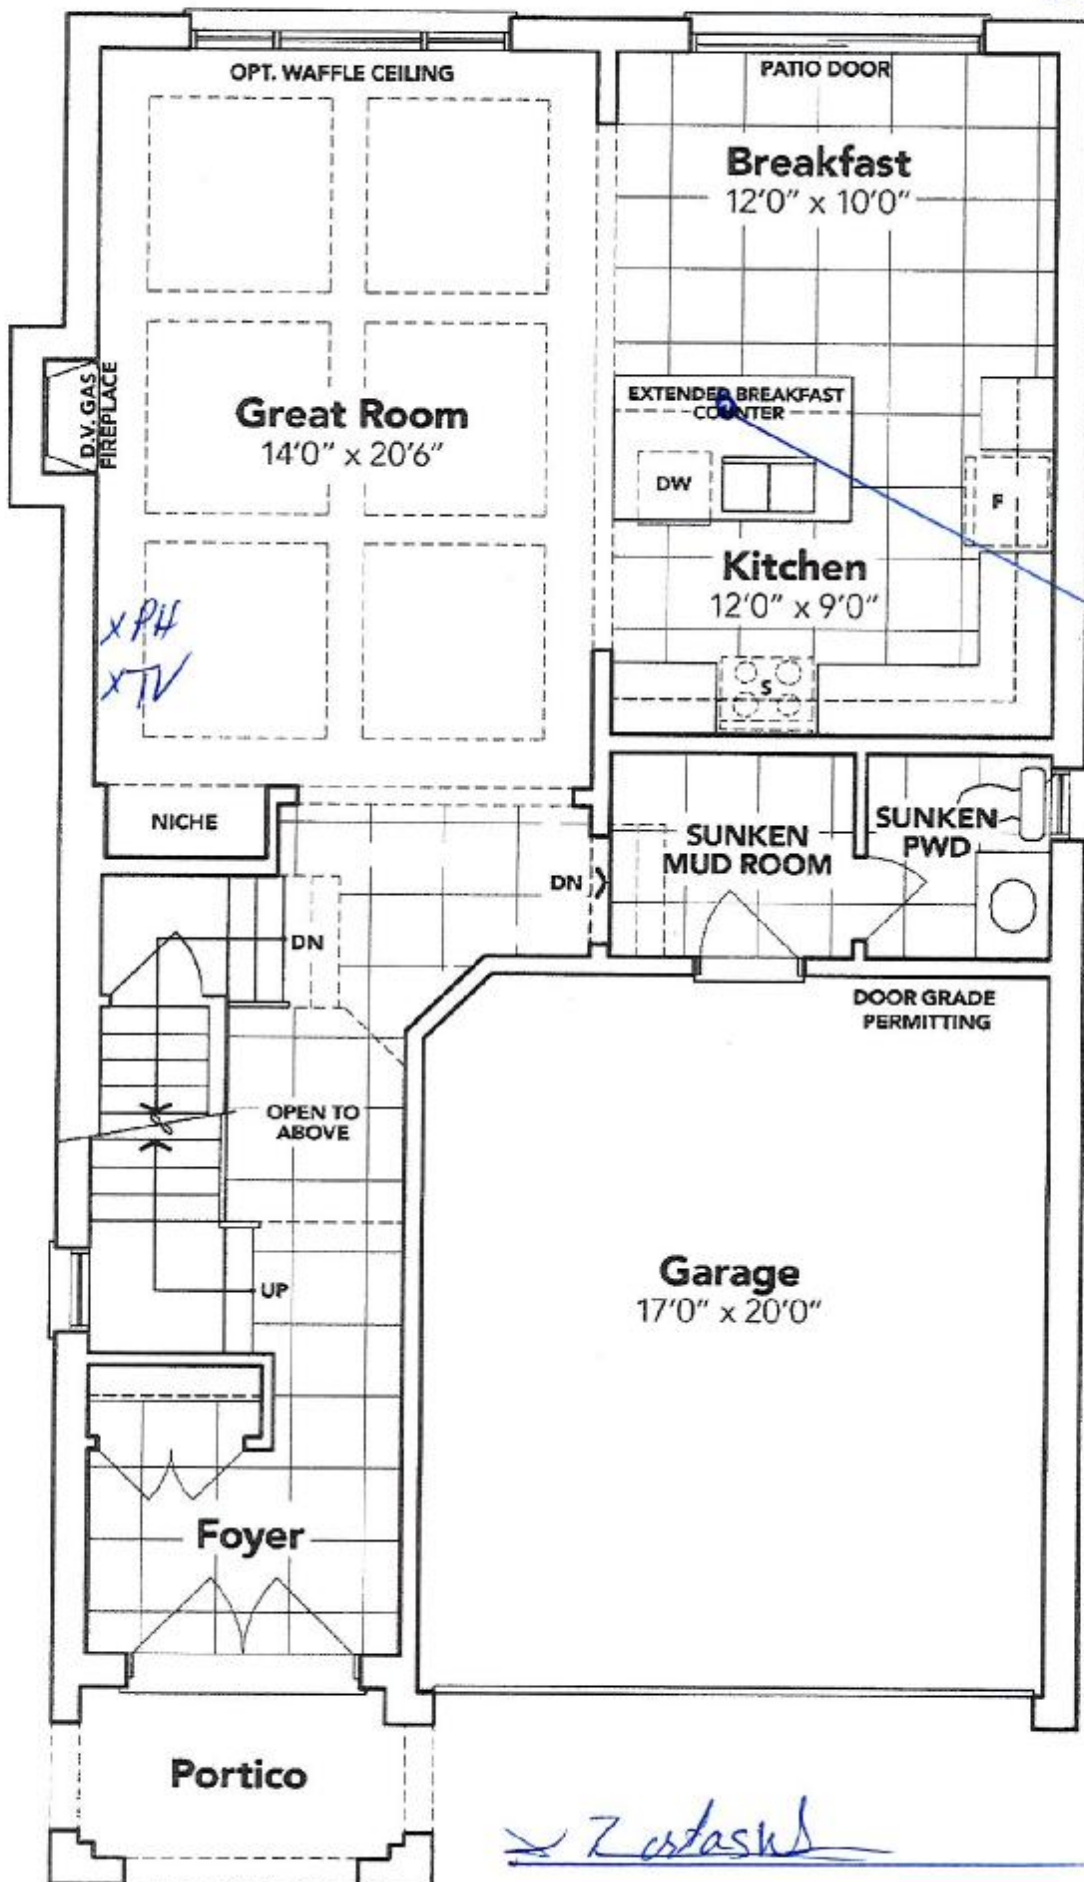 OPT. WAFFLE CEILING
PATIO DOOR
Breakfast
12'0" x 10'0"
D.V. GAS
FIREPLACE
Great Room
14'0" x 20'6"
EXTENDED BREAKFAST
COUNTER
DW
F
Kitchen
12'0" x 9'0"
S
x PH
x TV
NICHE
SUNKEN
MUD ROOM
SUNKEN
PWD
DN
DN
DOOR GRADE
PERMITTING
OPEN TO
ABOVE
UP
Garage
17'0" x 20'0"
Foyer
Portico